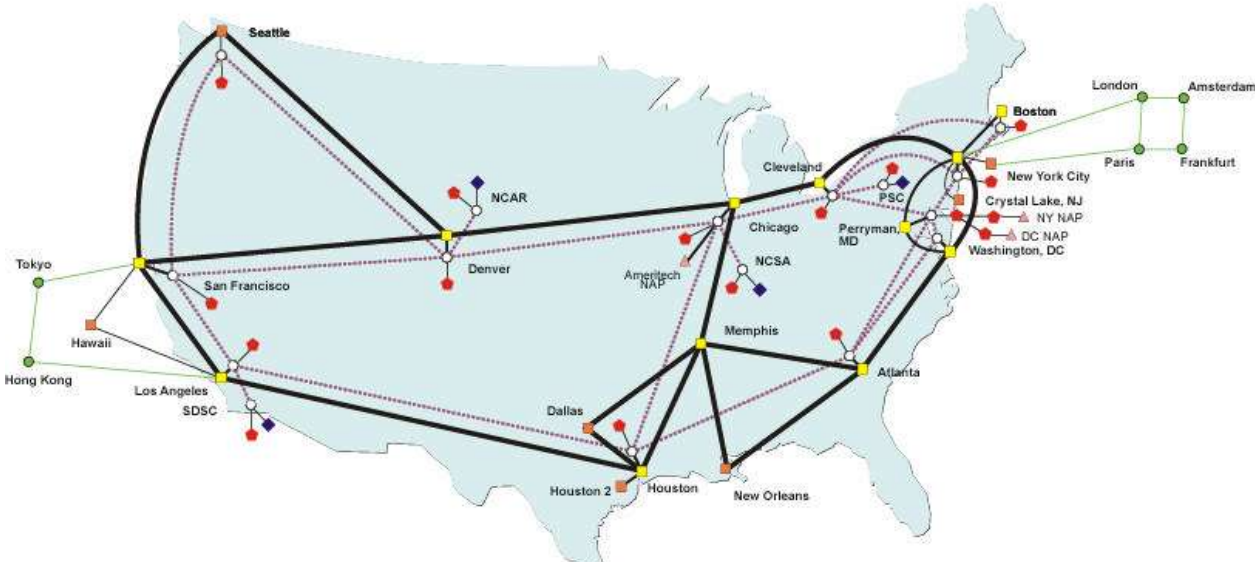 Seattle
London
Amsterdam
Boston
Cleveland
Paris
Frankfurt
New York City
NCAR
PSC
Crystal Lake, NJ
NY NAP
Chicago
Perryman,
MD
DC NAP
Washington, DC
Tokyo
San Francisco
Denver
Ameritech
NAP
NCSA
Hawaii
Memphis
Hong Kong
Los Angeles
Atlanta
SDSC
Dallas
Houston 2
Houston
New Orleans